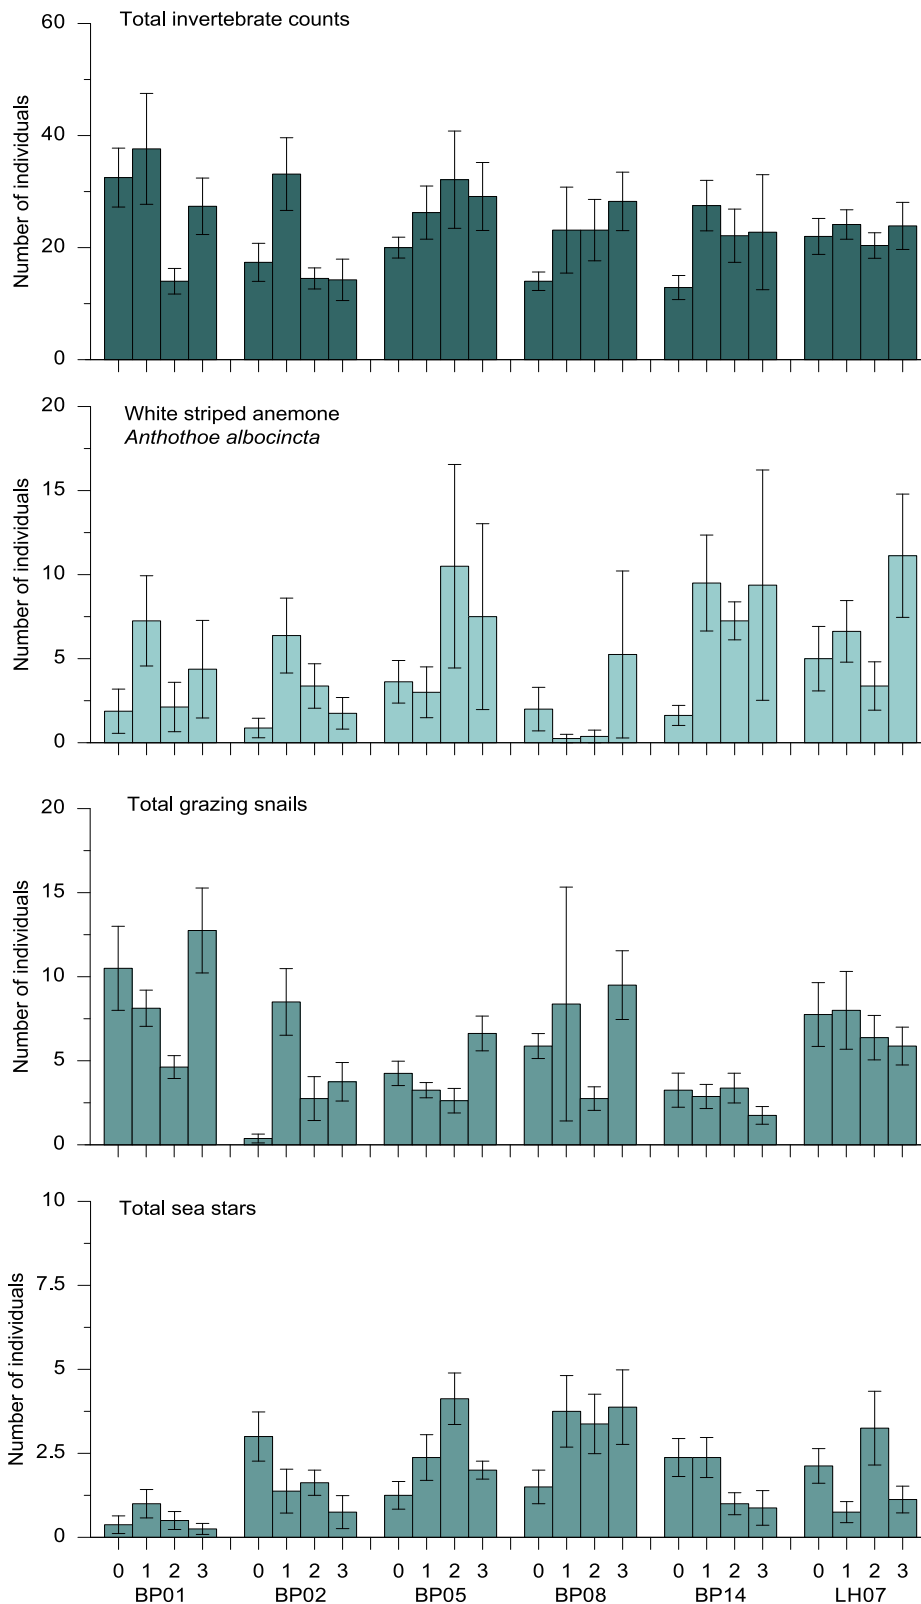 Total invertebrate counts
60
40
20
0
Number of individuals
White striped anemone
Anthothoe albocincta
20
15
10
5
0
Number of individuals
Total grazing snails
20
15
10
5
0
Number of individuals
Total sea stars
10
7.5
5
2.5
0
Number of individuals
0 1 2 3 0 1 2 3 0 1 2 3 0 1 2 3 0 1 2 3 0 1 2 3
BP01 BP02 BP05 BP08 BP14 LH07